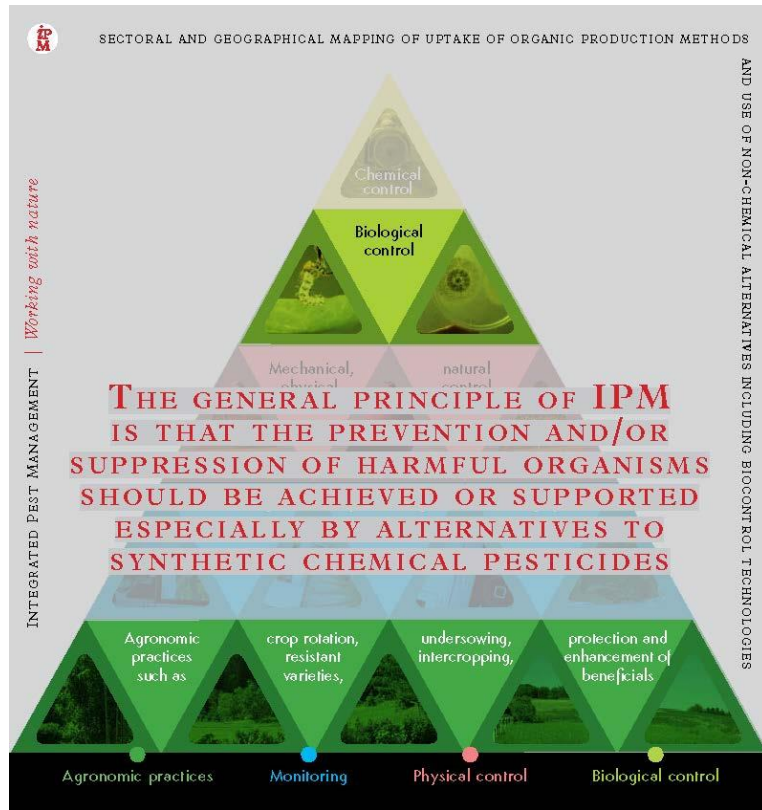 IPM
SECTORAL AND GEOGRAPHICAL MAPPING OF UPTAKE OF ORGANIC PRODUCTION METHODS
AND USE OF NON-CHEMICAL ALTERNATIVES INCLUDING BIOCONTROL TECHNOLOGIES
INTEGRATED PEST MANAGEMENT | Working with nature
Chemical
control
Biological
control
Mechanical,
physical
natural
control
THE GENERAL PRINCIPLE OF IPM
IS THAT THE PREVENTION AND/OR
SUPPRESSION OF HARMFUL ORGANISMS
SHOULD BE ACHIEVED OR SUPPORTED
ESPECIALLY BY ALTERNATIVES TO
SYNTHETIC CHEMICAL PESTICIDES
Agronomic
practices
such as
crop rotation,
resistant
varieties,
undersowing,
intercropping,
protection and
enhancement of
beneficials
Agronomic practices
Monitoring
Physical control
Biological control